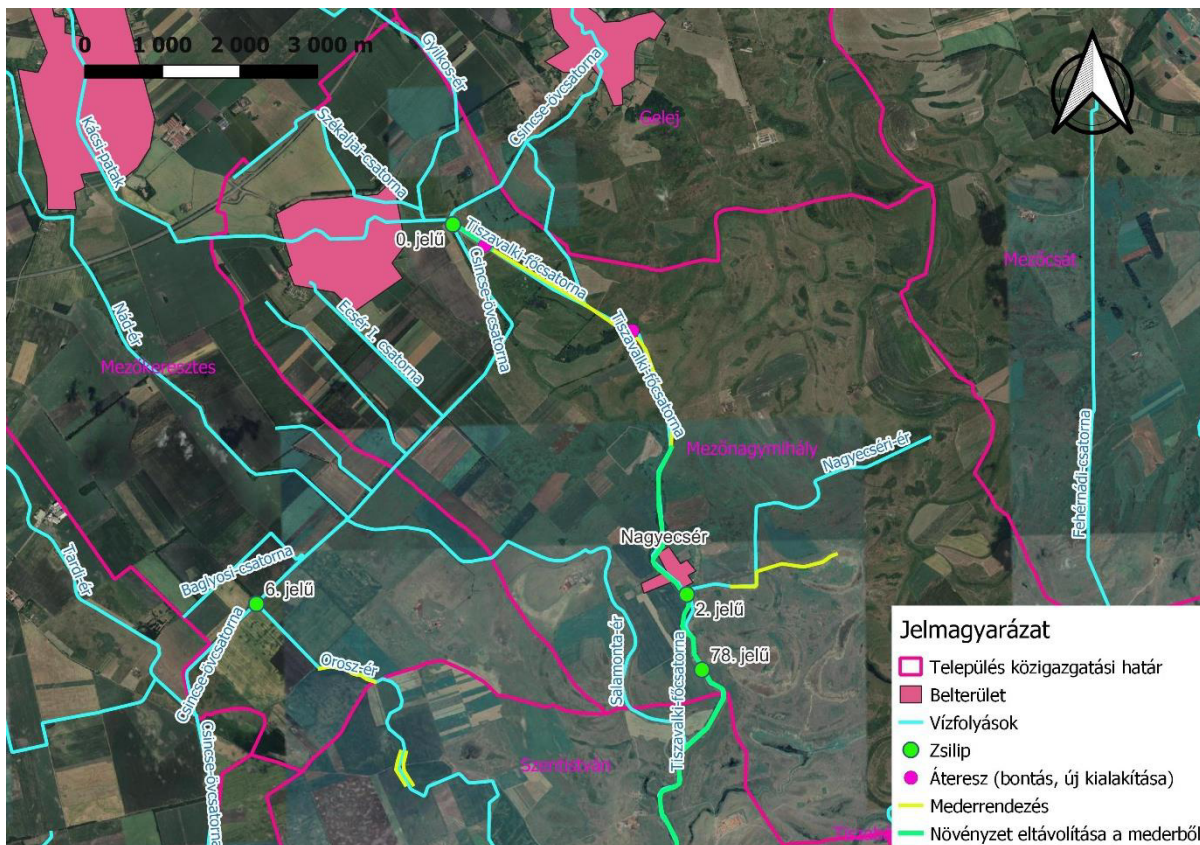 0 1 000 2 000 3 000 m
Gyilkos-ér
Csincse-övcsatorna
Gelej
Székaljai-csatorna
Kácsi-patak
0. jelű
Tiszavalki-főcsatorna
Csincse-övcsatorna
Mezőcsát
Nád-ér
Ecsér I. csatorna
Tiszavalki-főcsatorna
Mezőkeresztes
Mezőnagymihály
Nagyecséri-ér
Fehérnádi-csatorna
Nagyecsér
Tardi-ér
Baglyosi-csatorna
6. jelű
2. jelű
Csincse-övcsatorna
Orosz-ér
Salamonta-ér
Tiszavalki-főcsatorna
78. jelű
Csincse-övcsatorna
Szentistván
Jelmagyarázat
Település közigazgatási határ
Belterület
Vízfolyások
Zsilip
Áteresz (bontás, új kialakítása)
Mederrendezés
Növényzet eltávolítása a mederből